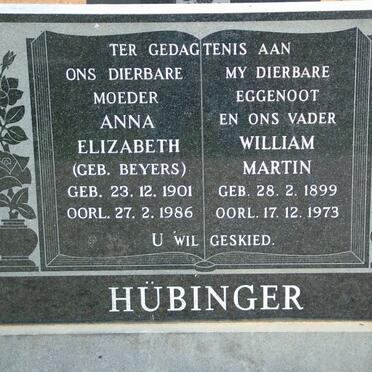 TER GEDAGTENIS AAN
ONS DIERBARE
MOEDER
ANNA
ELIZABETH
(GEB. BEYERS)
GEB. 23. 12. 1901
OORL. 27. 2. 1986
MY DIERBARE
EGGENOOT
EN ONS VADER
WILLIAM
MARTIN
GEB. 28. 2. 1899
OORL. 17. 12. 1973
U WIL GESKIED.
HÜBINGER